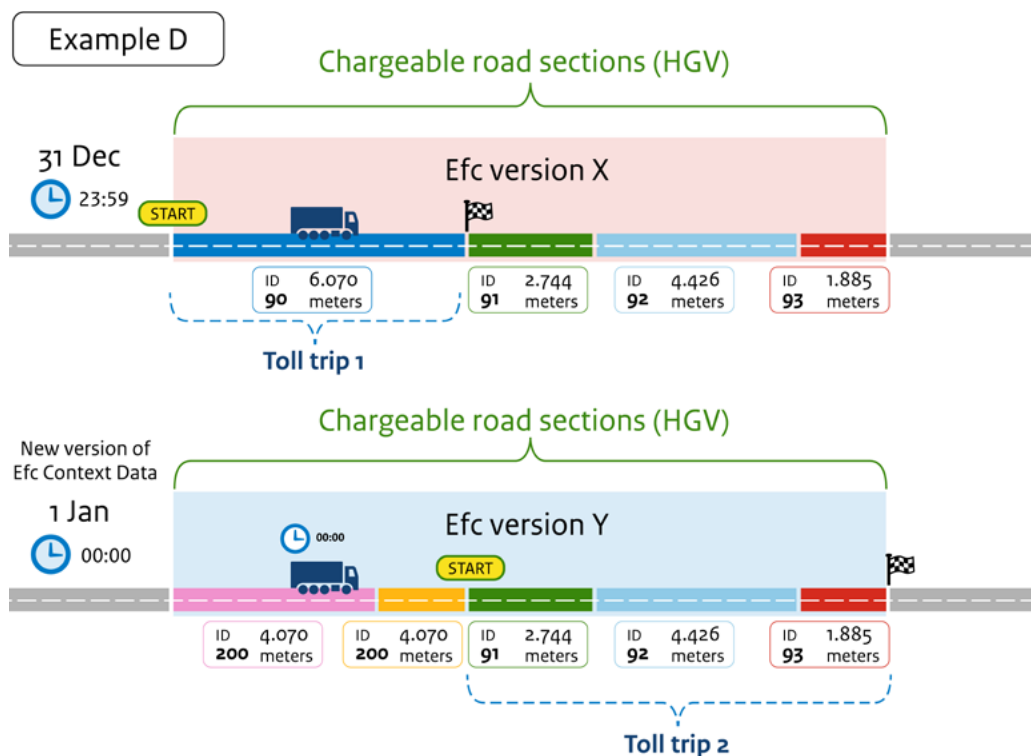 Example D
Chargeable road sections (HGV)
31 Dec
23:59
Efc version X
START
ID 6.070
90 meters
ID 2.744
91 meters
ID 4.426
92 meters
ID 1.885
93 meters
Toll trip 1
Chargeable road sections (HGV)
New version of
Efc Context Data
1 Jan
00:00
Efc version Y
00:00
START
ID 4.070
200 meters
ID 4.070
200 meters
ID 2.744
91 meters
ID 4.426
92 meters
ID 1.885
93 meters
Toll trip 2